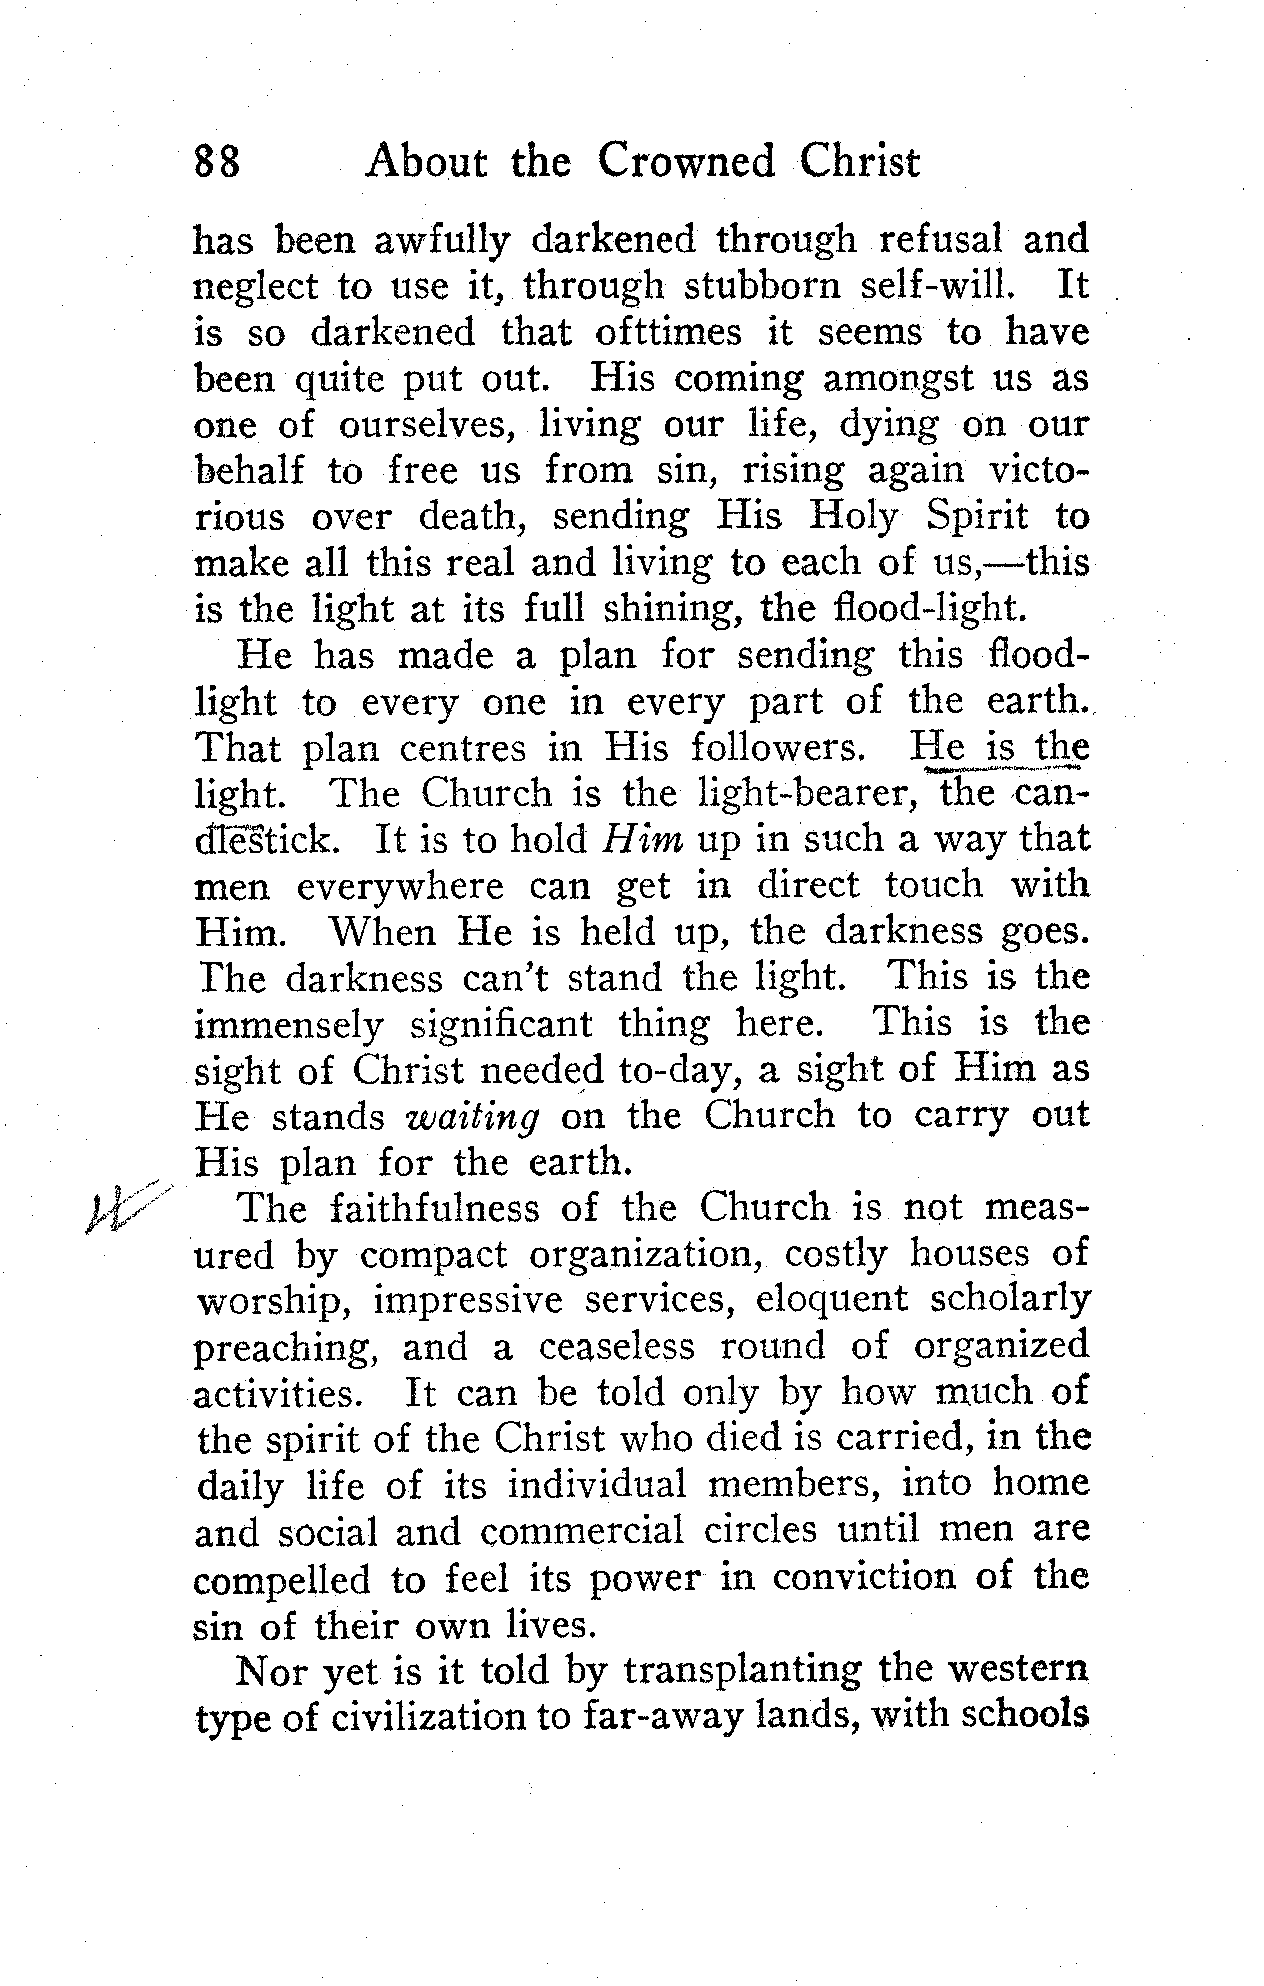 88 About the Crowned Christ
has been awfully darkened through refusal and
neglect to use it, through stubborn self-will. It
is so darkened that ofttimes it seems to have
been quite put out. His coming amongst us as
one of ourselves, living our life, dying on our
behalf to free us from sin, rising again victo-
rious over death, sending His Holy Spirit to
make all this real and living to each of us,—this
is the light at its full shining, the flood-light.
He has made a plan for sending this flood-
light to every one in every part of the earth.
That plan centres in His followers. He is the
light. The Church is the light-bearer, the can-
dlestick. It is to hold Him up in such a way that
men everywhere can get in direct touch with
Him. When He is held up, the darkness goes.
The darkness can't stand the light. This is the
immensely significant thing here. This is the
sight of Christ needed to-day, a sight of Him as
He stands waiting on the Church to carry out
His plan for the earth.
The faithfulness of the Church is not meas-
ured by compact organization, costly houses of
worship, impressive services, eloquent scholarly
preaching, and a ceaseless round of organized
activities. It can be told only by how much of
the spirit of the Christ who died is carried, in the
daily life of its individual members, into home
and social and commercial circles until men are
compelled to feel its power in conviction of the
sin of their own lives.
Nor yet is it told by transplanting the western
type of civilization to far-away lands, with schools